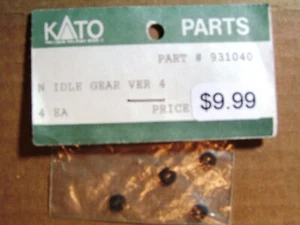 KATO PARTS
PART # 931040
N IDLE GEAR VER 4
4 EA PRICE $9.99